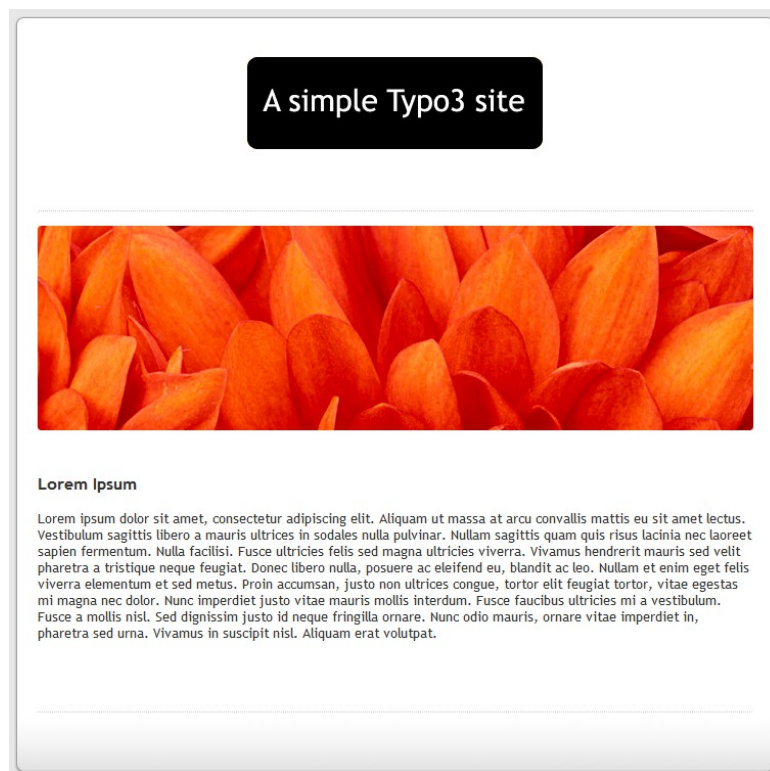 A simple Typo3 site
Lorem Ipsum
Lorem ipsum dolor sit amet, consectetur adipiscing elit. Aliquam ut massa at arcu convallis mattis eu sit amet lectus.
Vestibulum sagittis libero a mauris ultrices in sodales nulla pulvinar. Nullam sagittis quam quis risus lacinia nec laoreet
sapien fermentum. Nulla facilisi. Fusce ultricies felis sed magna ultricies viverra. Vivamus hendrerit mauris sed velit
pharetra a tristique neque feugiat. Donec libero nulla, posuere ac eleifend eu, blandit ac leo. Nullam et enim eget felis
viverra elementum et sed metus. Proin accumsan, justo non ultrices congue, tortor elit feugiat tortor, vitae egestas
mi magna nec dolor. Nunc imperdiet justo vitae mauris mollis interdum. Fusce faucibus ultricies mi a vestibulum.
Fusce a mollis nisl. Sed dignissim justo id neque fringilla ornare. Nunc odio mauris, ornare vitae imperdiet in,
pharetra sed urna. Vivamus in suscipit nisl. Aliquam erat volutpat.